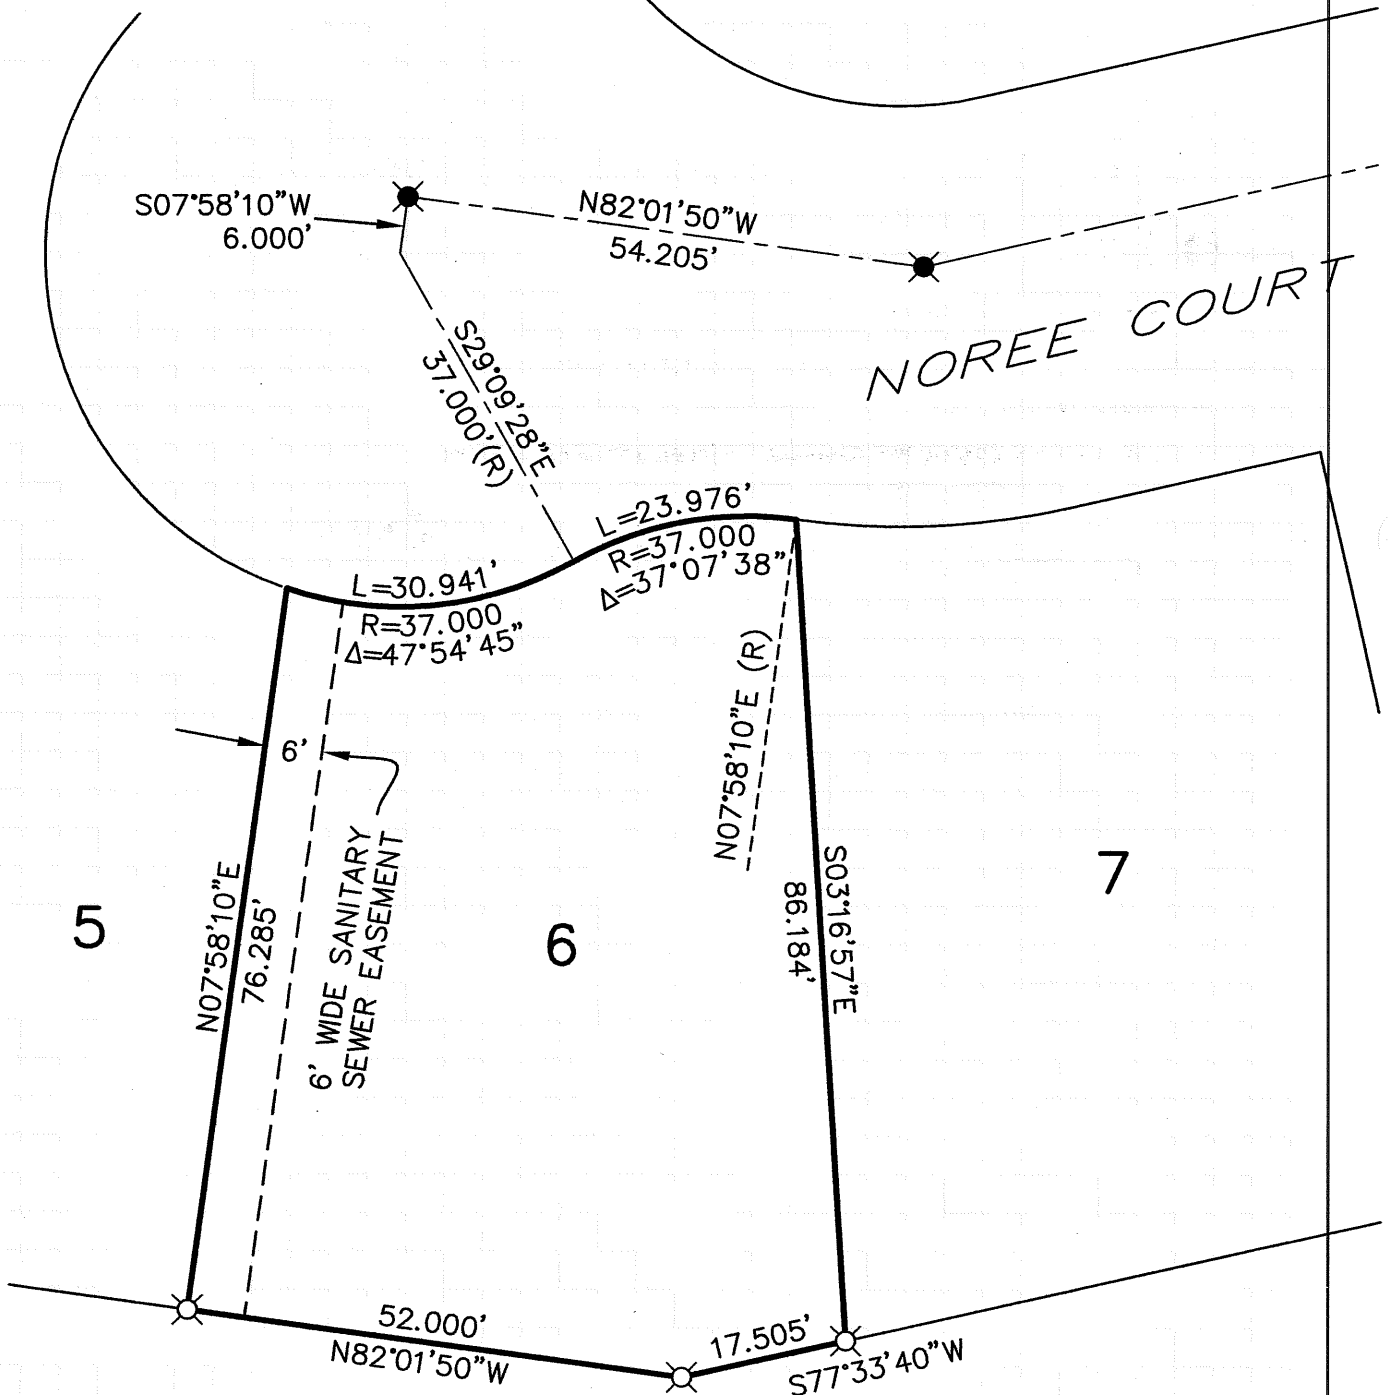 S07°58'10"W
6.000'
N82°01'50"W
54.205'
NOREE COURT
S29°09'28"E
37.000'(R)
L=23.976'
R=37.000
Δ=37°07'38"
L=30.941'
R=37.000
Δ=47°54'45"
N07°58'10"E (R)
6'
N07°58'10"E
76.285'
6' WIDE SANITARY
SEWER EASEMENT
S03°16'57"E
86.184'
5
6
7
52.000'
N82°01'50"W
17.505'
S77°33'40"W